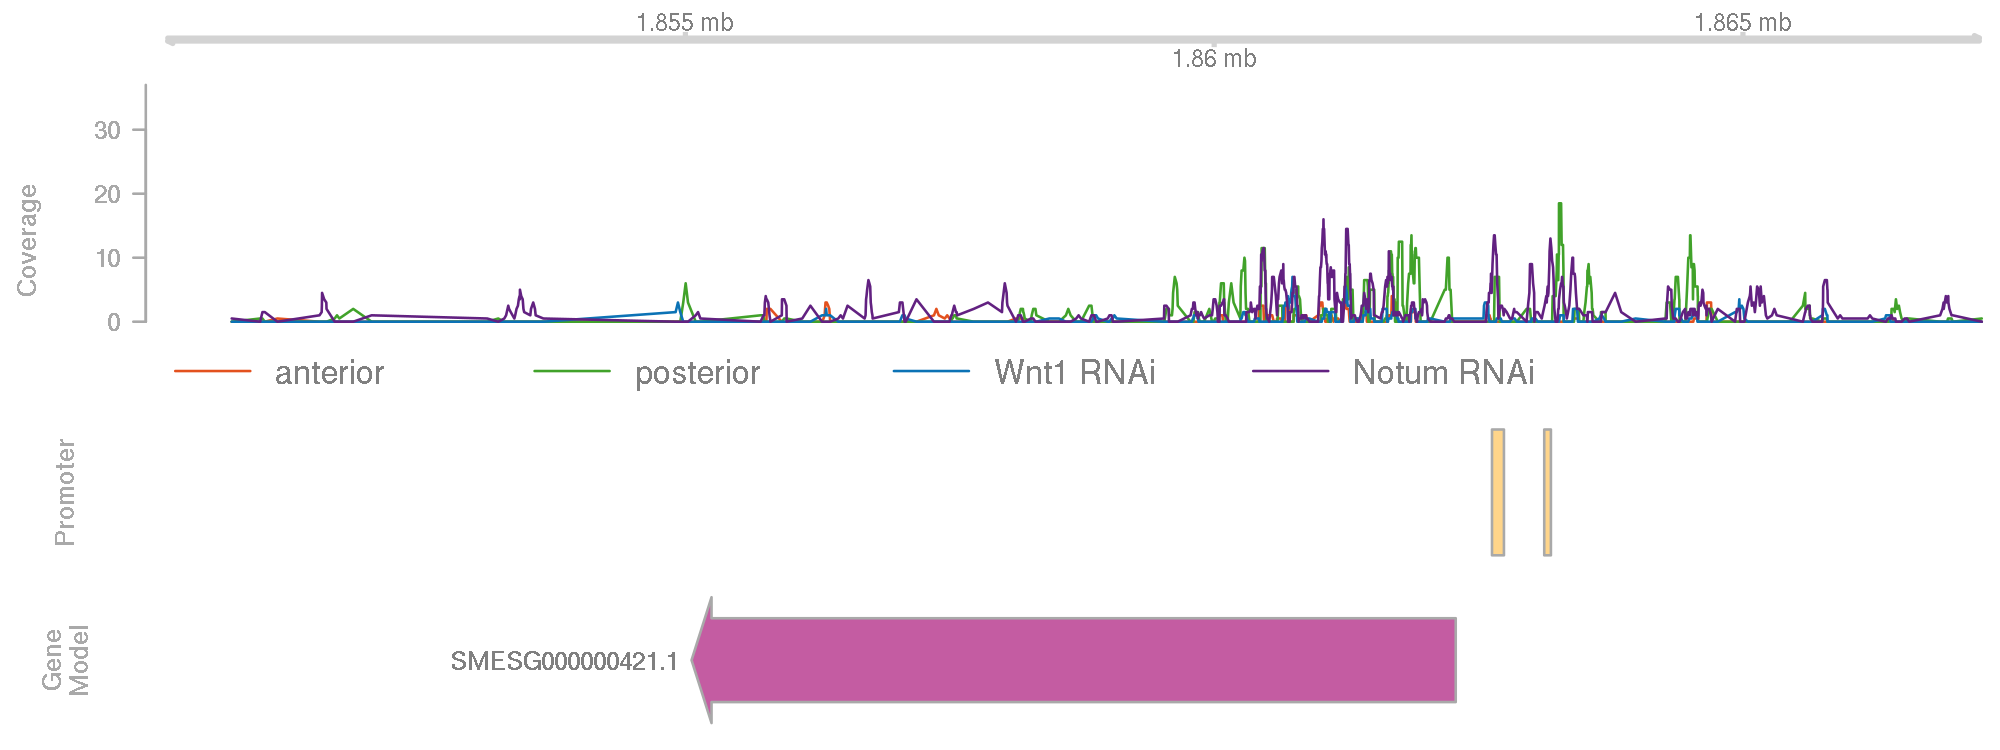 1.855 mb
1.865 mb
1.86 mb
Coverage
30
20
10
0
anterior posterior Wnt1 RNAi Notum RNAi
Promoter
Gene
Model
SMESG000000421.1